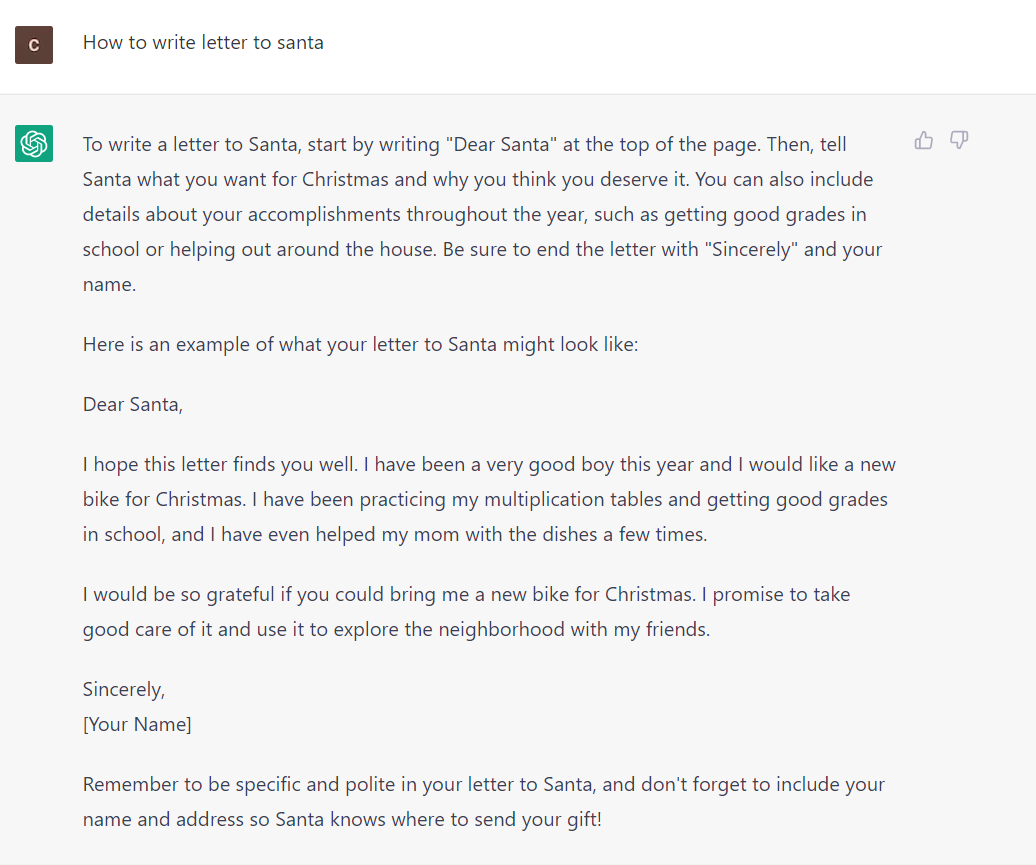 C
How to write letter to santa
To write a letter to Santa, start by writing "Dear Santa" at the top of the page. Then, tell
Santa what you want for Christmas and why you think you deserve it. You can also include
details about your accomplishments throughout the year, such as getting good grades in
school or helping out around the house. Be sure to end the letter with "Sincerely" and your
name.
Here is an example of what your letter to Santa might look like:
Dear Santa,
I hope this letter finds you well. I have been a very good boy this year and I would like a new
bike for Christmas. I have been practicing my multiplication tables and getting good grades
in school, and I have even helped my mom with the dishes a few times.
I would be so grateful if you could bring me a new bike for Christmas. I promise to take
good care of it and use it to explore the neighborhood with my friends.
Sincerely,
[Your Name]
Remember to be specific and polite in your letter to Santa, and don't forget to include your
name and address so Santa knows where to send your gift!